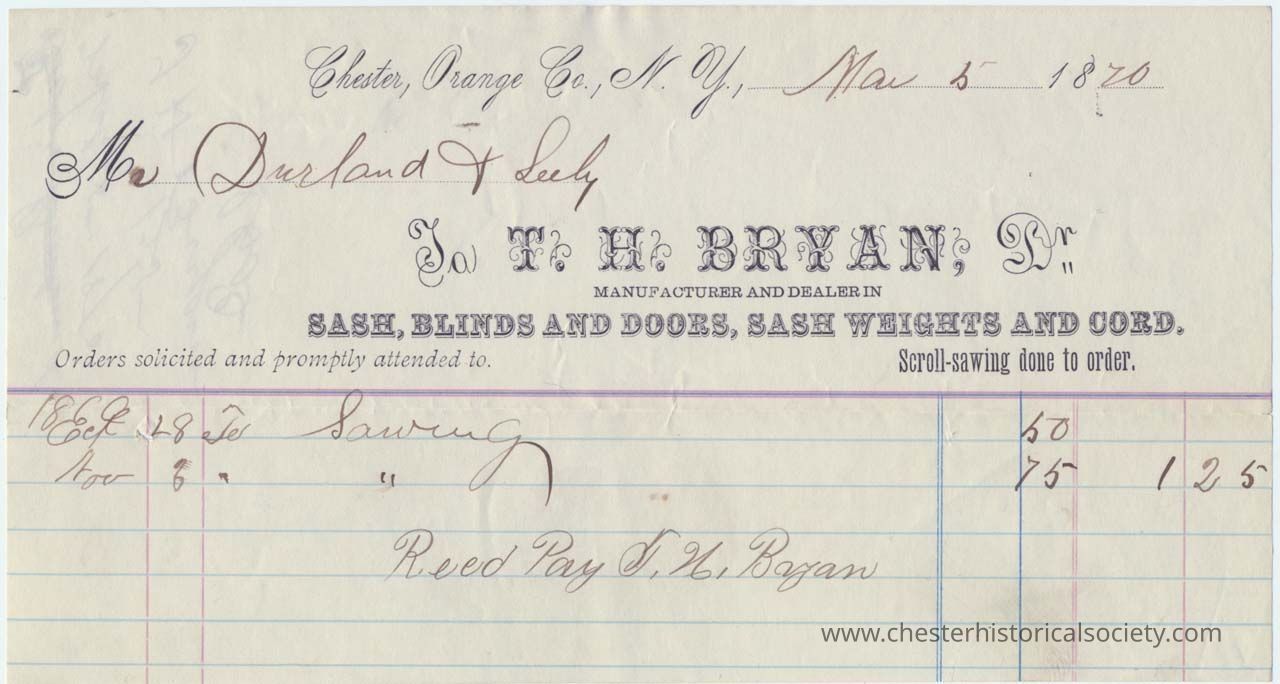 Chester, Orange Co., N. Y., Mar 5 1870
Mr Durland & Seely
To T. H. BRYAN, Dr
MANUFACTURER AND DEALER IN
SASH, BLINDS AND DOORS, SASH WEIGHTS AND CORD.
Orders solicited and promptly attended to. Scroll-sawing done to order.
28 To Sawing 50
Nov 8 " " 75 1 25
Recd Pay T. H. Bryan
www.chesterhistoricalsociety.com